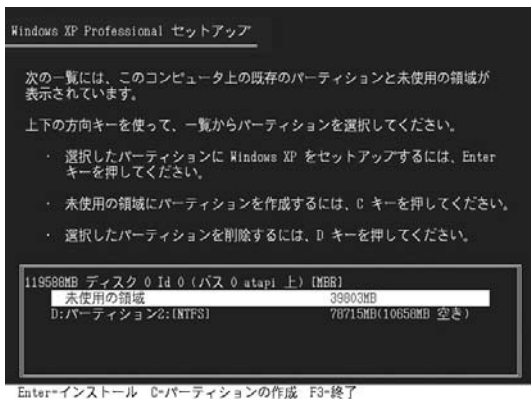 Windows XP Professional セットアップ
次の一覧には、このコンピュータ上の既存のパーティションと未使用の領域が
表示されています。
上下の方向キーを使って、一覧からパーティションを選択してください。
・ 選択したパーティションに Windows XP をセットアップするには、Enter
キーを押してください。
・ 未使用の領域にパーティションを作成するには、C キーを押してください。
・ 選択したパーティションを削除するには、D キーを押してください。
119588MB ディスク 0 Id 0 (バス 0 atapi 上) [MBR]
未使用の領域 39803MB
D:パーティション2:[NTFS] 78715MB(10658MB 空き)
Enter=インストール C=パーティションの作成 F3=終了